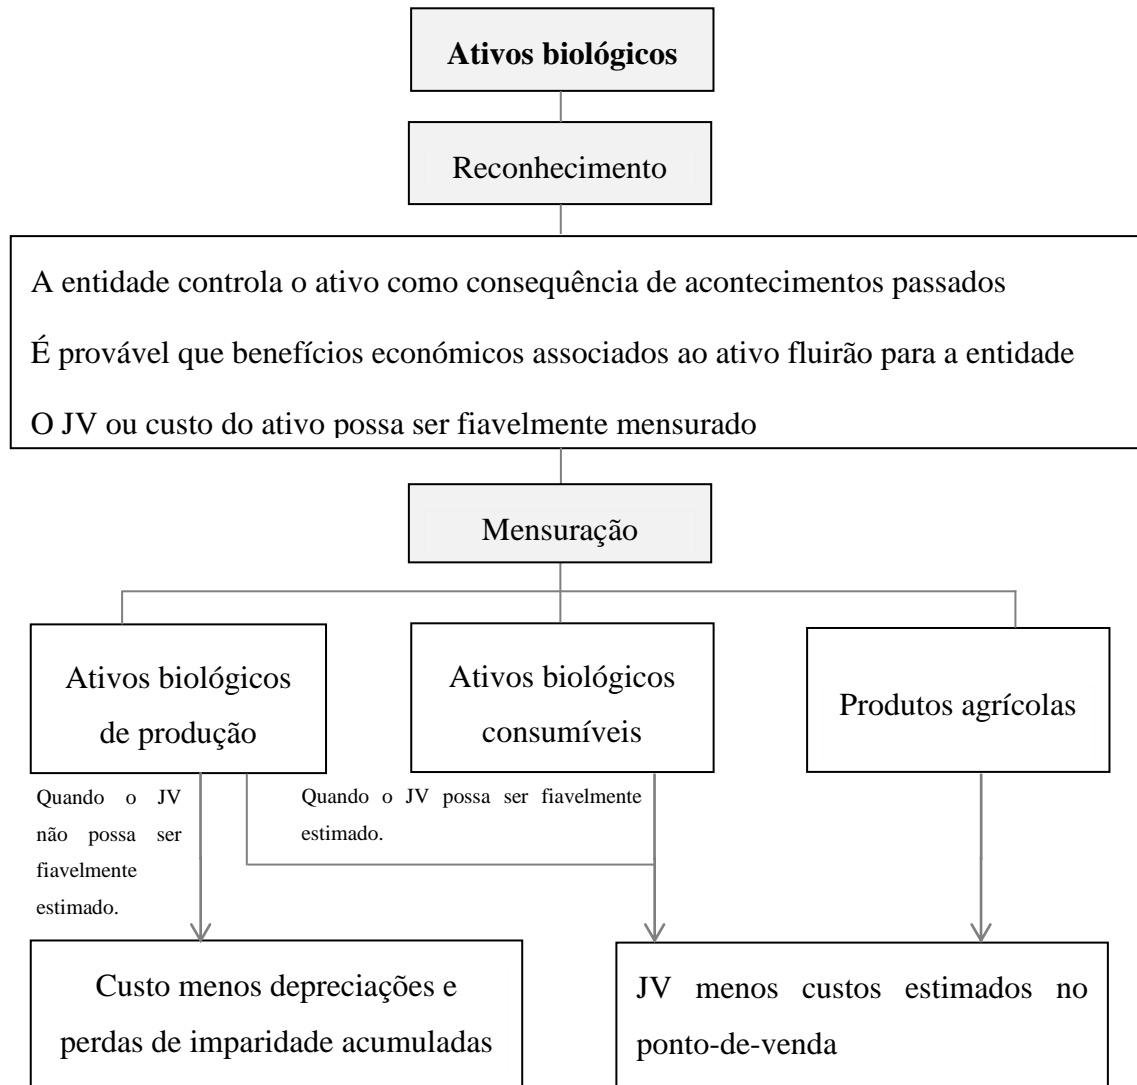 Ativos biológicos
Reconhecimento
A entidade controla o ativo como consequência de acontecimentos passados
É provável que benefícios económicos associados ao ativo fluirão para a entidade
O JV ou custo do ativo possa ser fiavelmente mensurado
Mensuração
Ativos biológicos
de produção
Ativos biológicos
consumíveis
Produtos agrícolas
Quando o JV
não possa ser
fiavelmente
estimado.
Quando o JV possa ser fiavelmente
estimado.
Custo menos depreciações e
perdas de imparidade acumuladas
JV menos custos estimados no
ponto-de-venda